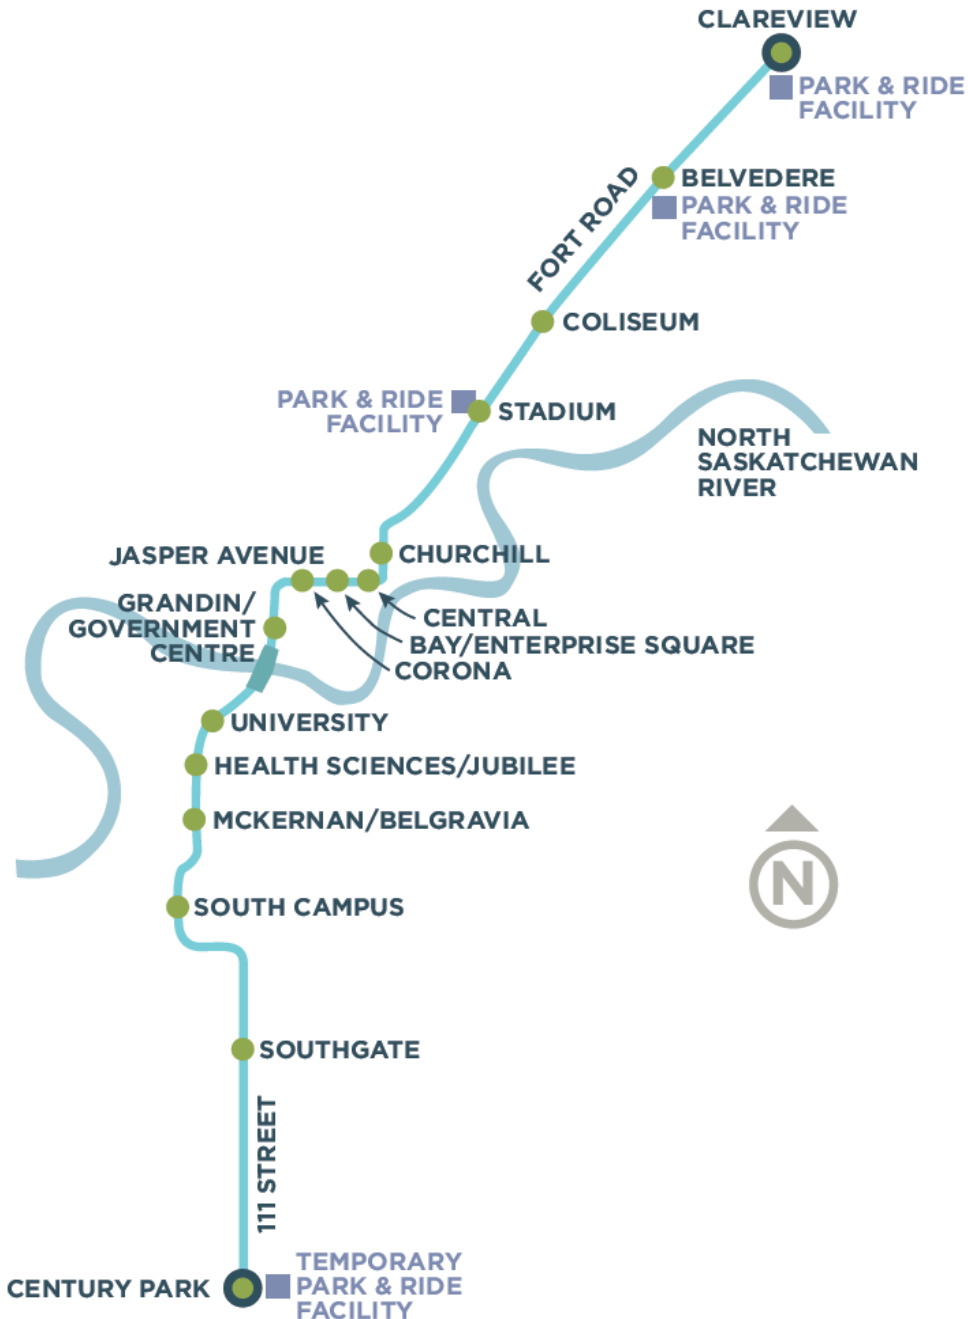 CLAREVIEW
PARK & RIDE
FACILITY
BELVEDERE
PARK & RIDE
FACILITY
FORT ROAD
COLISEUM
PARK & RIDE
FACILITY
STADIUM
NORTH
SASKATCHEWAN
RIVER
JASPER AVENUE
CHURCHILL
GRANDIN/
GOVERNMENT
CENTRE
CENTRAL
BAY/ENTERPRISE SQUARE
CORONA
UNIVERSITY
HEALTH SCIENCES/JUBILEE
MCKERNAN/BELGRAVIA
N
SOUTH CAMPUS
SOUTHGATE
111 STREET
CENTURY PARK
TEMPORARY
PARK & RIDE
FACILITY